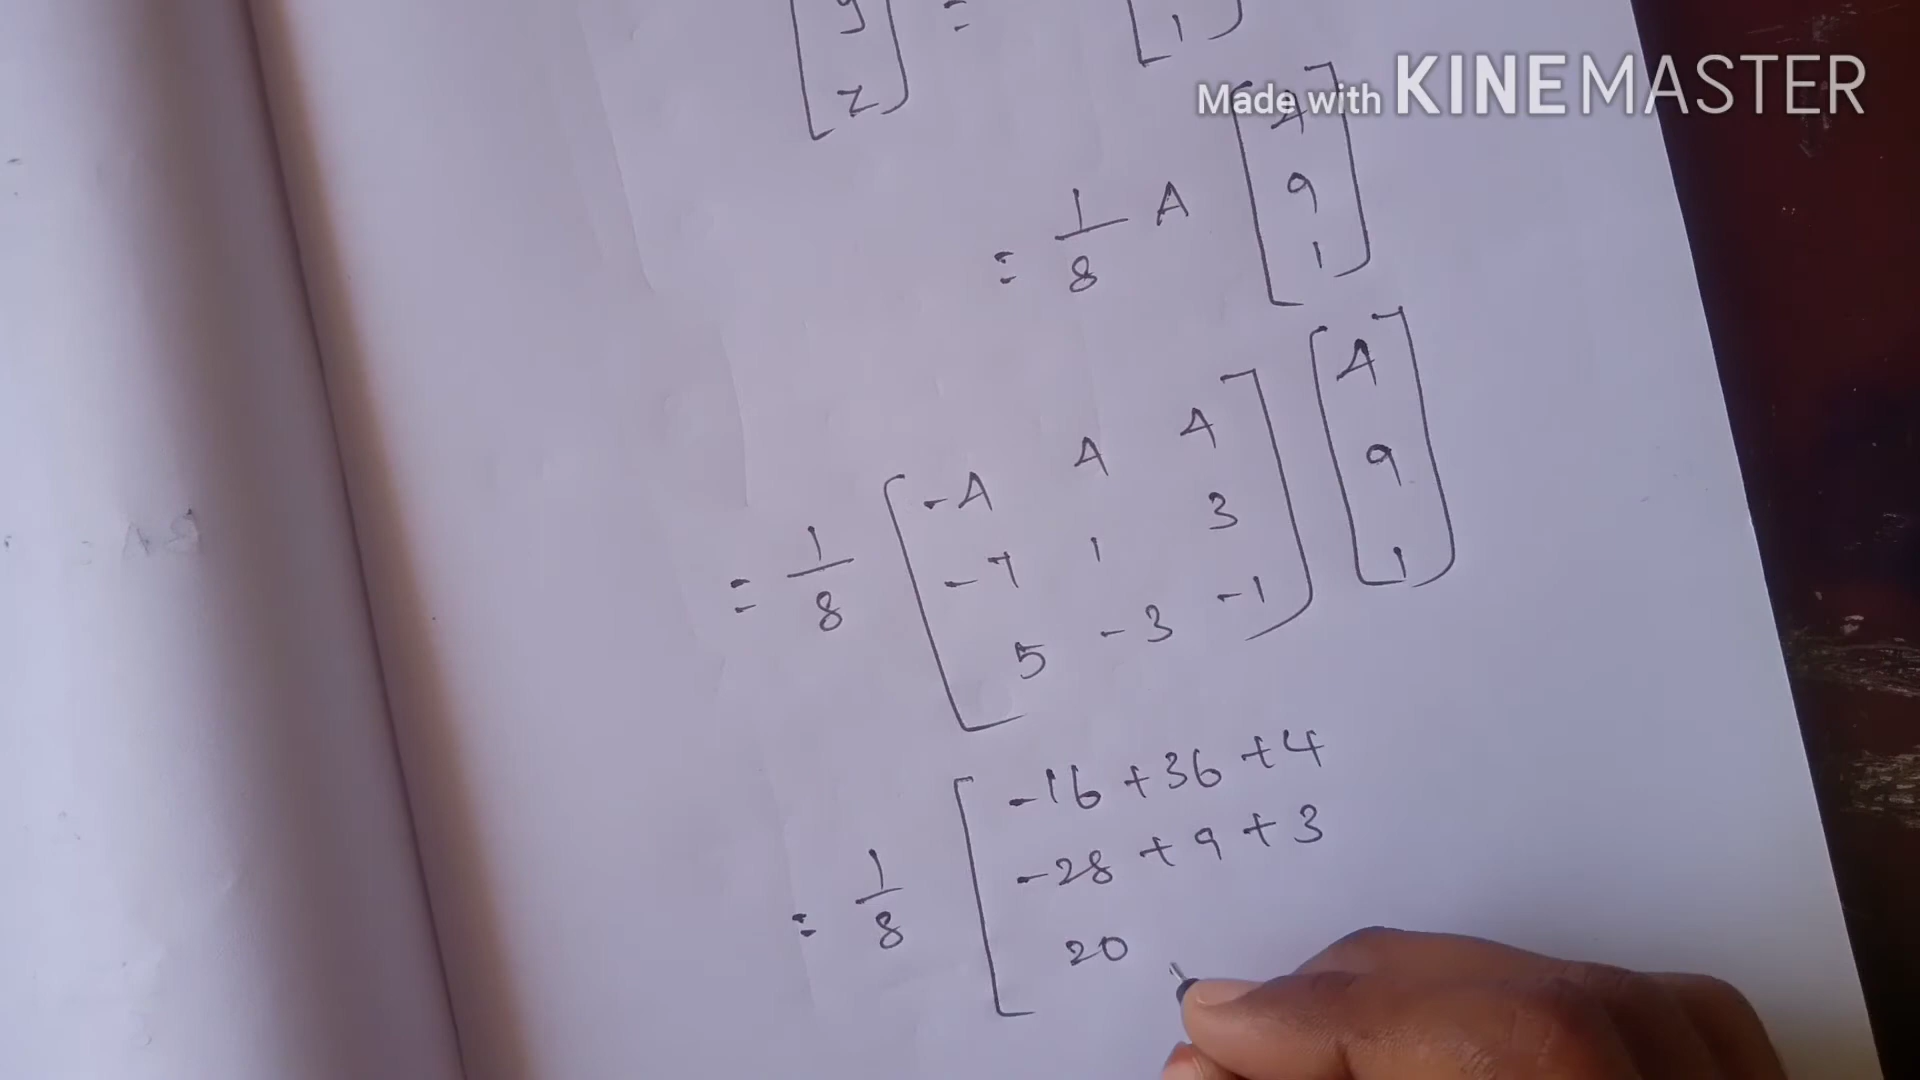 [y] = [1]
[z]
Made with KINEMASTER
= 1/8 A [4
9
1]
= 1/8 [-4 4 4
-7 1 3
5 -3 -1] [4
9
1]
= 1/8 [-16 +36 +4
-28 + 9 + 3
20